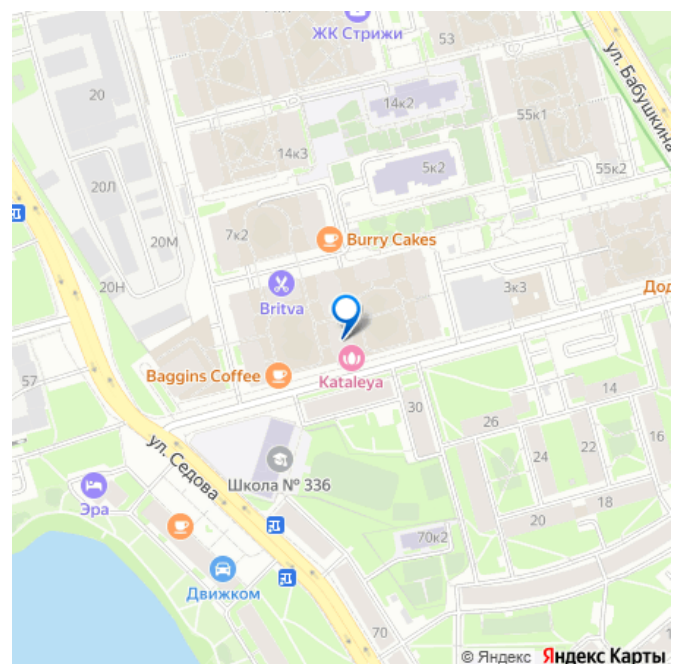 ЖК Стрижи
53
ул. Бабушкина
20
14к2
55к1
14к3
5к2
55к2
20Л
7к2
20М
Burry Cakes
20Н
Britva
3к3
Дод
Baggins Coffee
Kataleya
57
14
30
26
16
22
24
ул. Седова
Школа № 336
18
Эра
20
70к2
Движком
70
© Яндекс Яндекс Карты